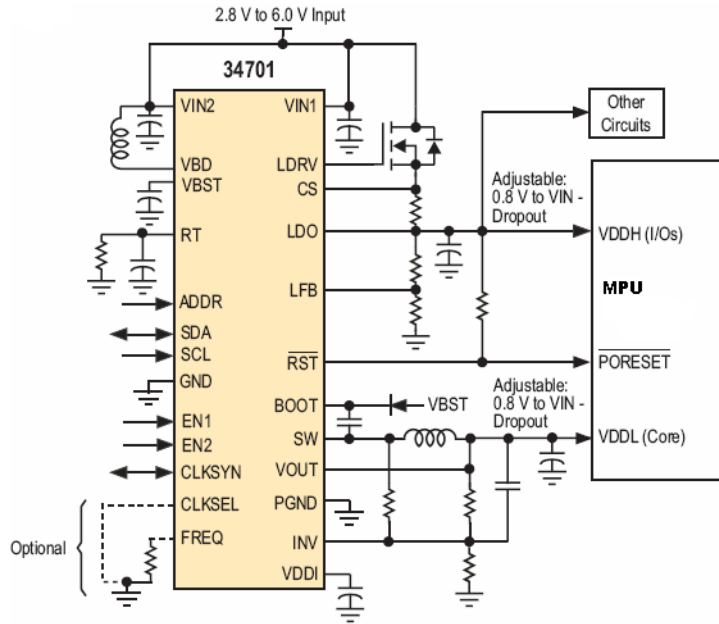 2.8 V to 6.0 V Input
34701
VIN2
VIN1
Other
Circuits
VBD
LDRV
VBST
CS
Adjustable:
0.8 V to VIN -
Dropout
RT
LDO
VDDH (I/Os)
LFB
MPU
ADDR
SDA
SCL
RST
PORESET
GND
Adjustable:
0.8 V to VIN -
Dropout
BOOT
VBST
EN1
EN2
SW
VDDL (Core)
CLKSYN
VOUT
CLKSEL
PGND
Optional
FREQ
INV
VDDI